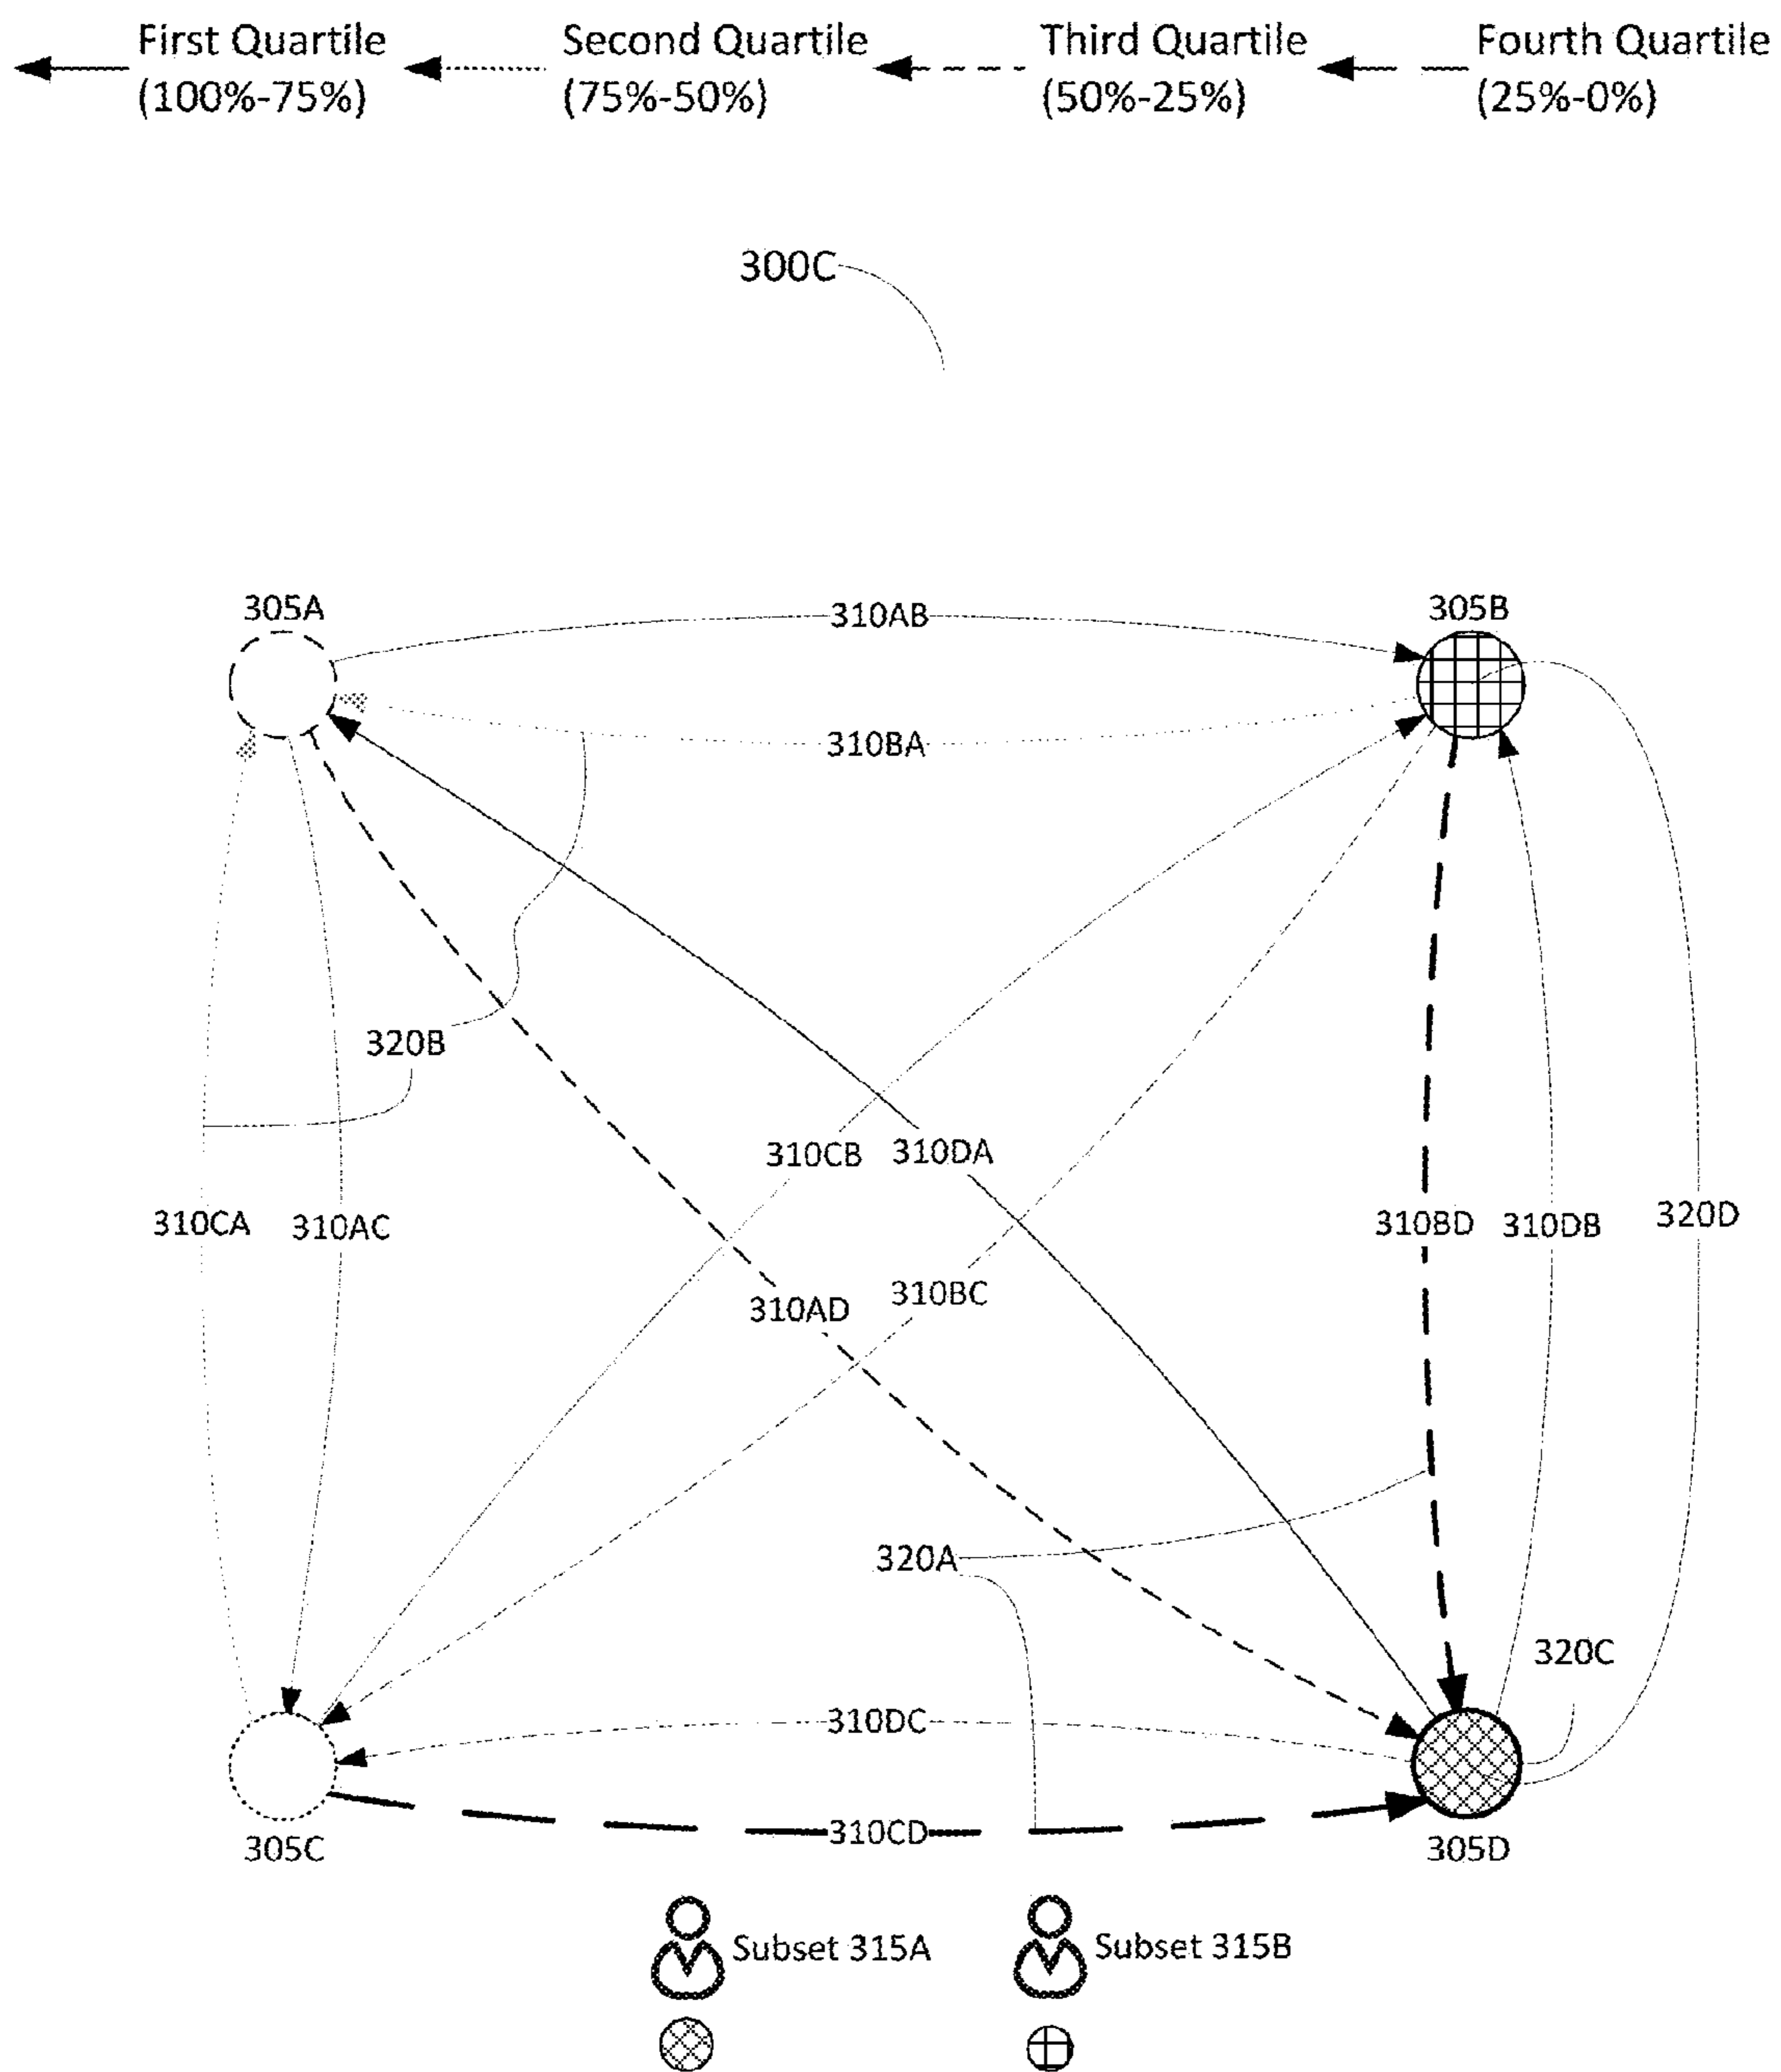 First Quartile
(100%-75%)
Second Quartile
(75%-50%)
Third Quartile
(50%-25%)
Fourth Quartile
(25%-0%)
300C
305A
305B
310AB
310BA
320B
310CB
310DA
310CA
310AC
310BD
310DB
320D
310AD
310BC
320A
320C
310DC
310CD
305C
305D
Subset 315A
Subset 315B